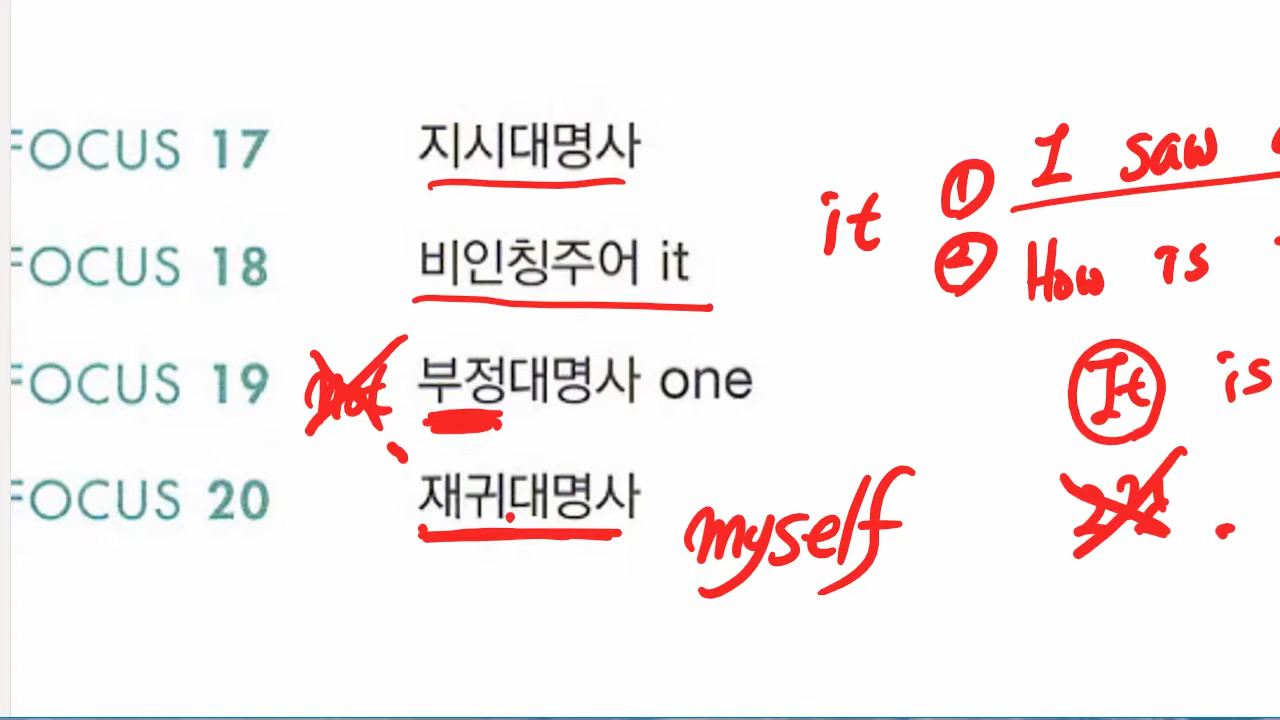 FOCUS 17 지시대명사
I saw
it ①
FOCUS 18 비인칭주어 it
② How is
FOCUS 19 not 부정대명사 one
It is
FOCUS 20 재귀대명사
myself